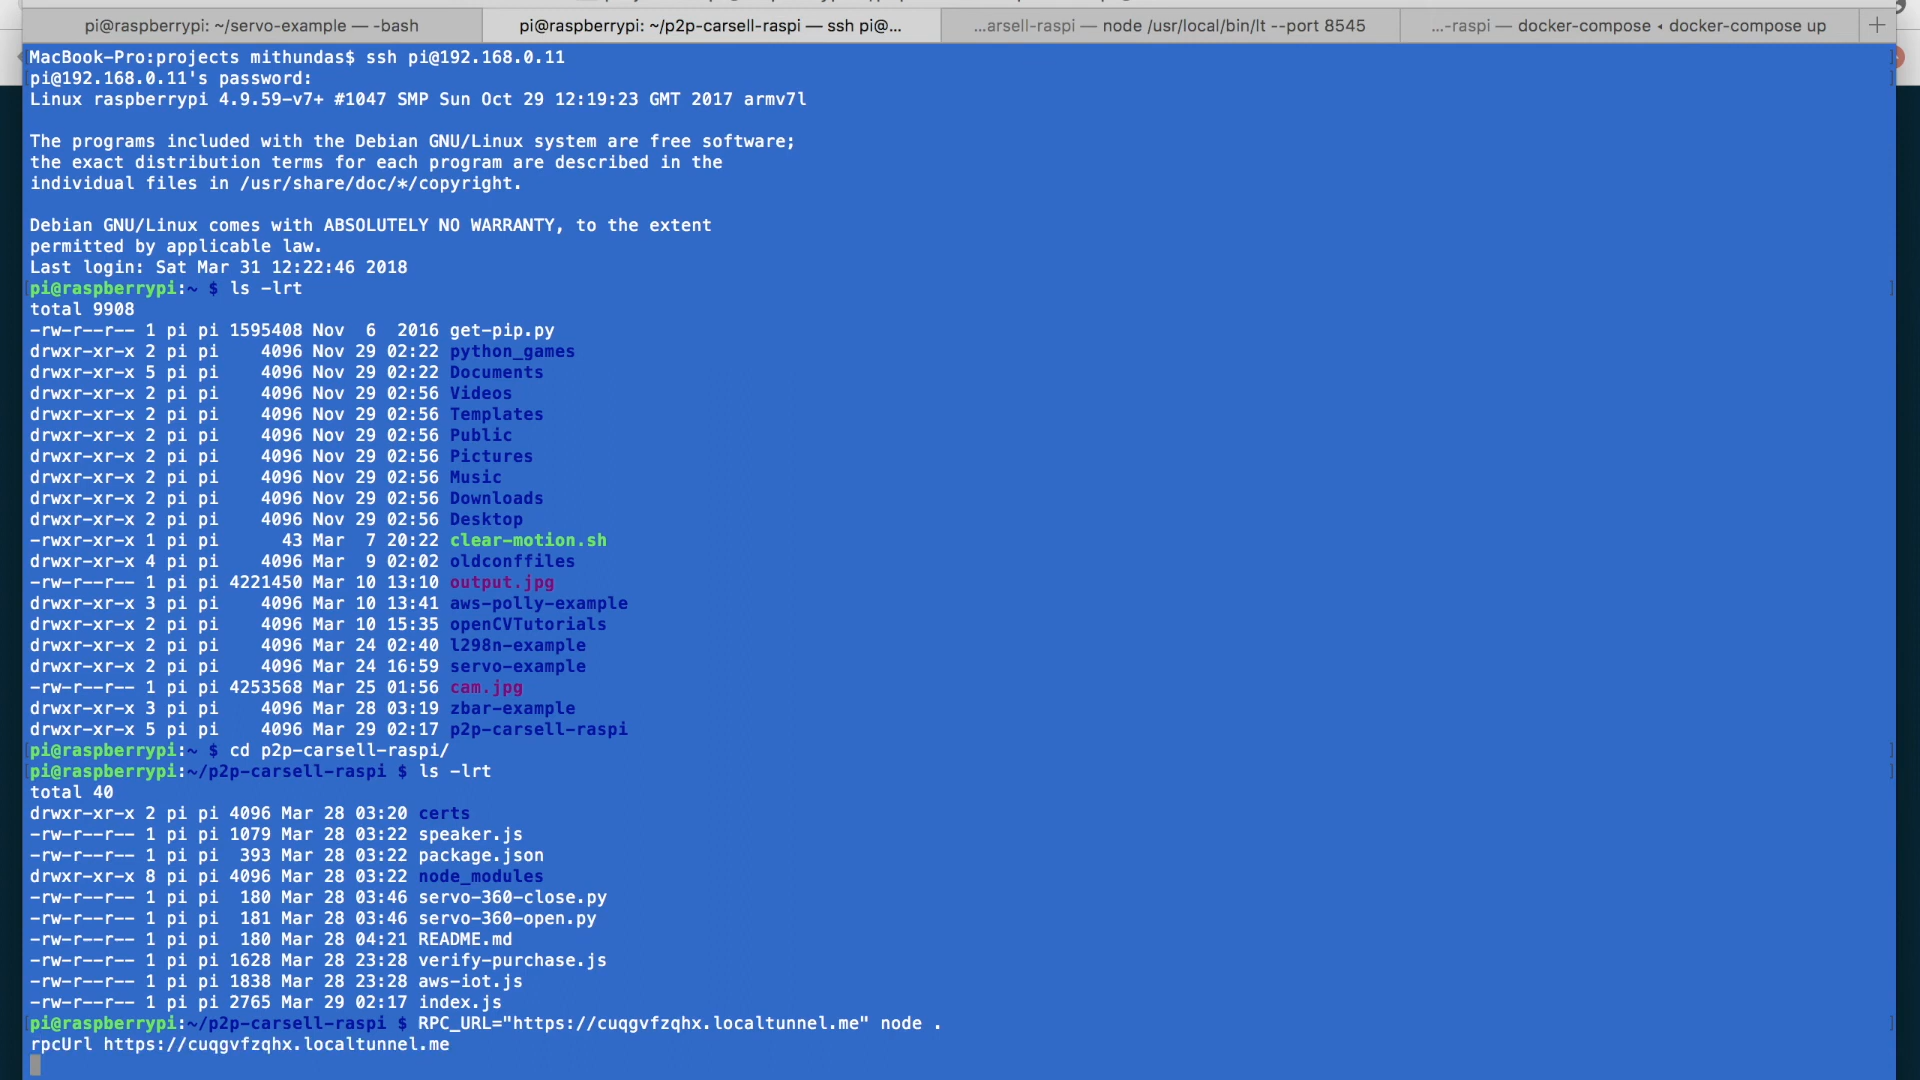 pi@raspberrypi: ~/servo-example — -bash
pi@raspberrypi: ~/p2p-carsell-raspi — ssh pi@...
...arsell-raspi — node /usr/local/bin/lt --port 8545
...-raspi — docker-compose ◂ docker-compose up
MacBook-Pro:projects mithundas$ ssh pi@192.168.0.11
pi@192.168.0.11's password:
Linux raspberrypi 4.9.59-v7+ #1047 SMP Sun Oct 29 12:19:23 GMT 2017 armv7l
The programs included with the Debian GNU/Linux system are free software;
the exact distribution terms for each program are described in the
individual files in /usr/share/doc/*/copyright.
Debian GNU/Linux comes with ABSOLUTELY NO WARRANTY, to the extent
permitted by applicable law.
Last login: Sat Mar 31 12:22:46 2018
pi@raspberrypi:~ $ ls -lrt
total 9908
-rw-r--r-- 1 pi pi 1595408 Nov  6  2016 get-pip.py
drwxr-xr-x 2 pi pi    4096 Nov 29 02:22 python_games
drwxr-xr-x 5 pi pi    4096 Nov 29 02:22 Documents
drwxr-xr-x 2 pi pi    4096 Nov 29 02:56 Videos
drwxr-xr-x 2 pi pi    4096 Nov 29 02:56 Templates
drwxr-xr-x 2 pi pi    4096 Nov 29 02:56 Public
drwxr-xr-x 2 pi pi    4096 Nov 29 02:56 Pictures
drwxr-xr-x 2 pi pi    4096 Nov 29 02:56 Music
drwxr-xr-x 2 pi pi    4096 Nov 29 02:56 Downloads
drwxr-xr-x 2 pi pi    4096 Nov 29 02:56 Desktop
-rwxr-xr-x 1 pi pi      43 Mar  7 20:22 clear-motion.sh
drwxr-xr-x 4 pi pi    4096 Mar  9 02:02 oldconffiles
-rw-r--r-- 1 pi pi 4221450 Mar 10 13:10 output.jpg
drwxr-xr-x 3 pi pi    4096 Mar 10 13:41 aws-polly-example
drwxr-xr-x 2 pi pi    4096 Mar 10 15:35 openCVTutorials
drwxr-xr-x 2 pi pi    4096 Mar 24 02:40 l298n-example
drwxr-xr-x 2 pi pi    4096 Mar 24 16:59 servo-example
-rw-r--r-- 1 pi pi 4253568 Mar 25 01:56 cam.jpg
drwxr-xr-x 3 pi pi    4096 Mar 28 03:19 zbar-example
drwxr-xr-x 5 pi pi    4096 Mar 29 02:17 p2p-carsell-raspi
pi@raspberrypi:~ $ cd p2p-carsell-raspi/
pi@raspberrypi:~/p2p-carsell-raspi $ ls -lrt
total 40
drwxr-xr-x 2 pi pi 4096 Mar 28 03:20 certs
-rw-r--r-- 1 pi pi 1079 Mar 28 03:22 speaker.js
-rw-r--r-- 1 pi pi  393 Mar 28 03:22 package.json
drwxr-xr-x 8 pi pi 4096 Mar 28 03:22 node_modules
-rw-r--r-- 1 pi pi  180 Mar 28 03:46 servo-360-close.py
-rw-r--r-- 1 pi pi  181 Mar 28 03:46 servo-360-open.py
-rw-r--r-- 1 pi pi  180 Mar 28 04:21 README.md
-rw-r--r-- 1 pi pi 1628 Mar 28 23:28 verify-purchase.js
-rw-r--r-- 1 pi pi 1838 Mar 28 23:28 aws-iot.js
-rw-r--r-- 1 pi pi 2765 Mar 29 02:17 index.js
pi@raspberrypi:~/p2p-carsell-raspi $ RPC_URL="https://cuqgvfzqhx.localtunnel.me" node .
rpcUrl https://cuqgvfzqhx.localtunnel.me